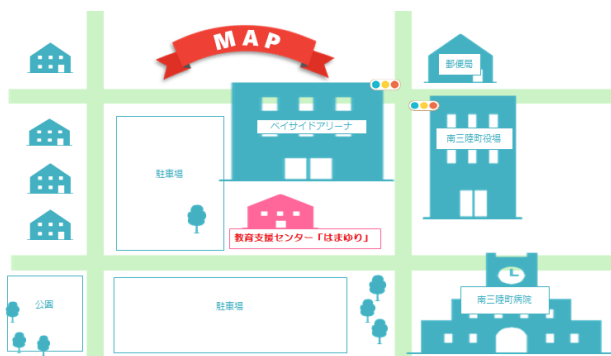 MAP
郵便局
ベイサイドアリーナ
南三陸町役場
駐車場
教育支援センター「はまゆり」
公園
駐車場
南三陸町病院